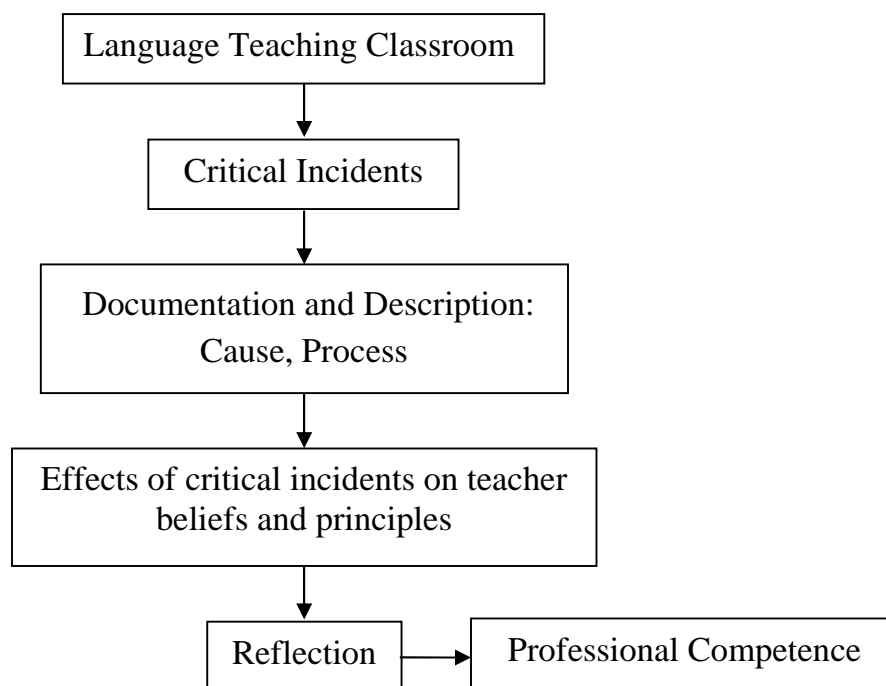 Language Teaching Classroom
Critical Incidents
Documentation and Description:
Cause, Process
Effects of critical incidents on teacher
beliefs and principles
Reflection
Professional Competence